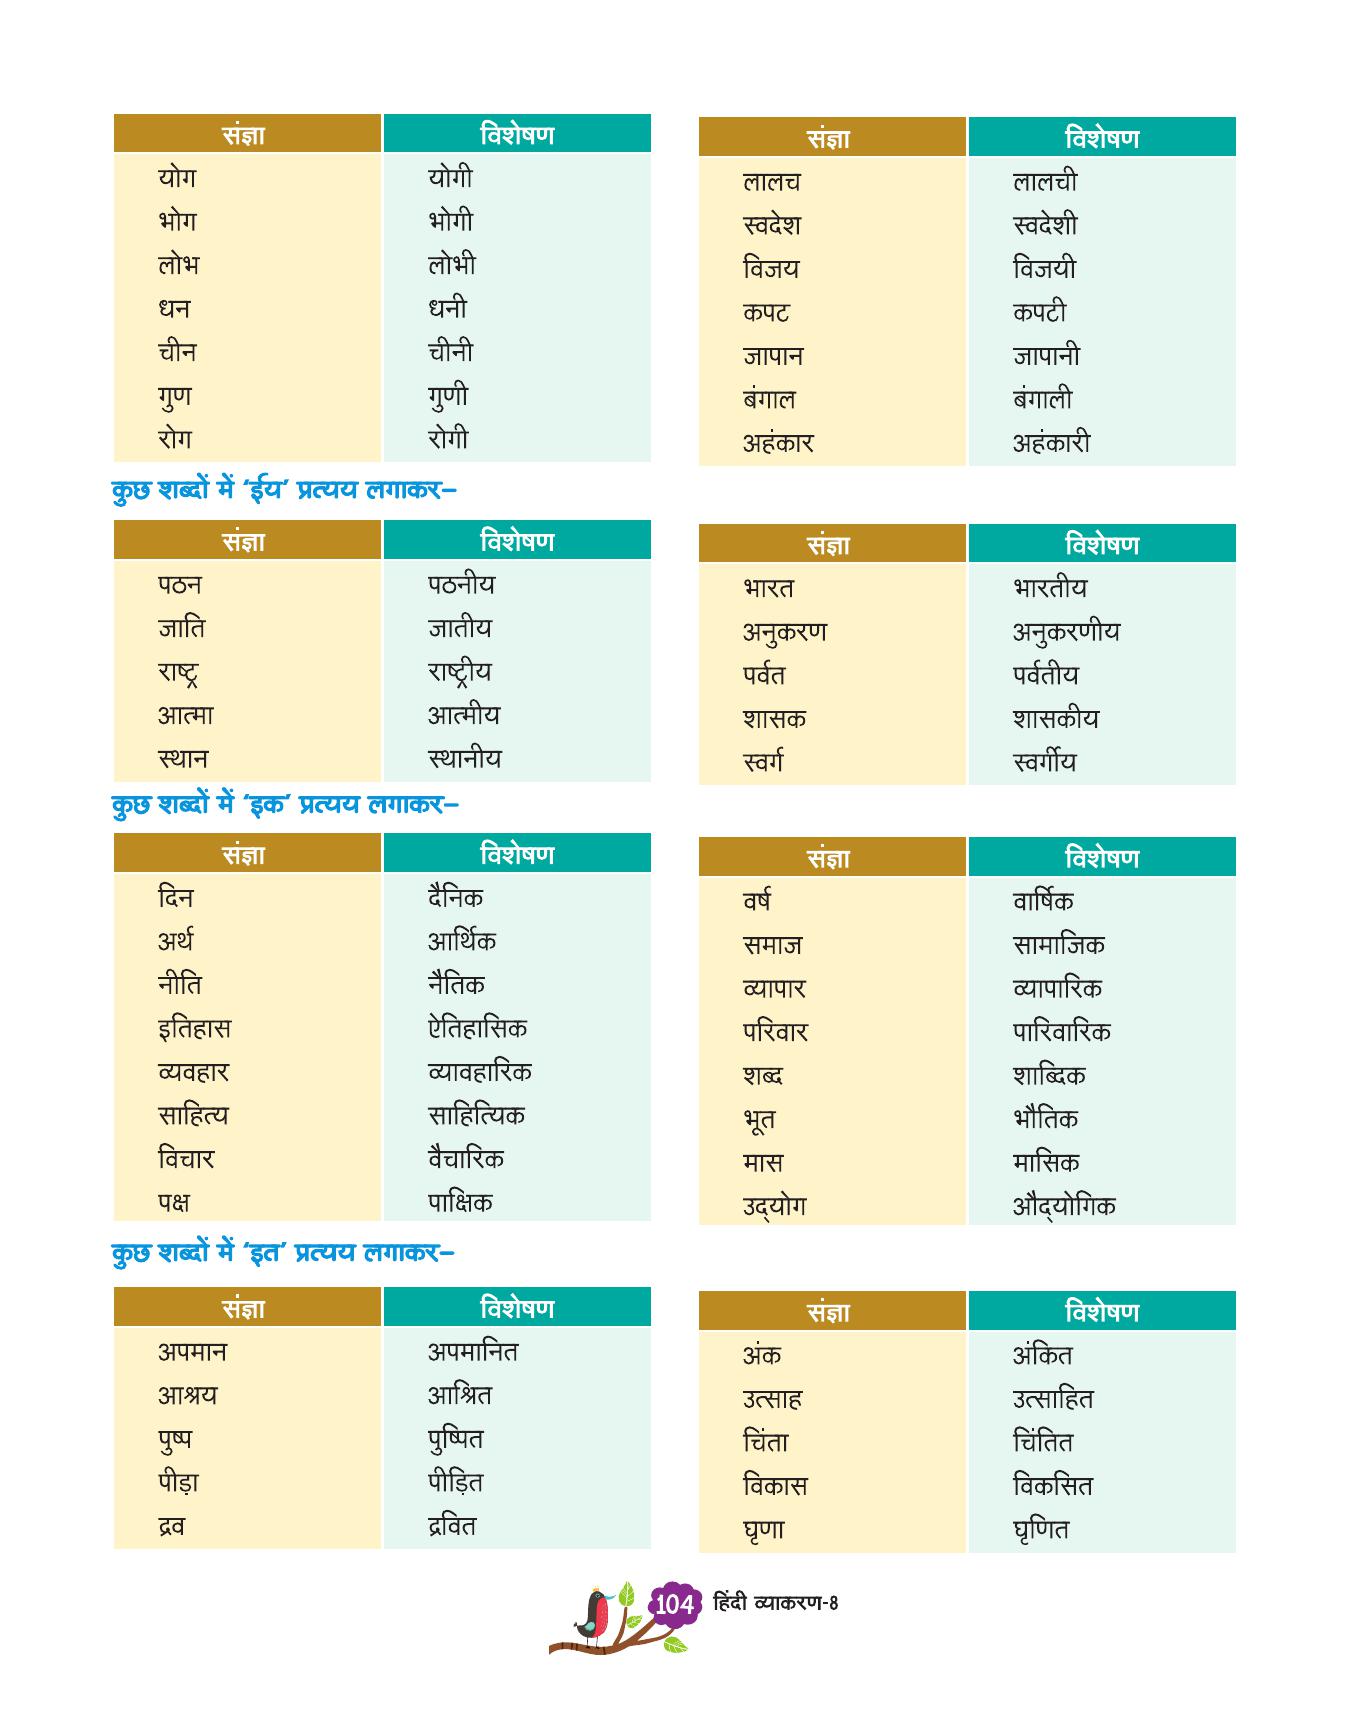 संज्ञा विशेषण
योग योगी
भोग भोगी
लोभ लोभी
धन धनी
चीन चीनी
गुण गुणी
रोग रोगी
संज्ञा विशेषण
लालच लालची
स्वदेश स्वदेशी
विजय विजयी
कपट कपटी
जापान जापानी
बंगाल बंगाली
अहंकार अहंकारी
कुछ शब्दों में ‘ईय’ प्रत्यय लगाकर–
संज्ञा विशेषण
पठन पठनीय
जाति जातीय
राष्ट्र राष्ट्रीय
आत्मा आत्मीय
स्थान स्थानीय
संज्ञा विशेषण
भारत भारतीय
अनुकरण अनुकरणीय
पर्वत पर्वतीय
शासक शासकीय
स्वर्ग स्वर्गीय
कुछ शब्दों में ‘इक’ प्रत्यय लगाकर–
संज्ञा विशेषण
दिन दैनिक
अर्थ आर्थिक
नीति नैतिक
इतिहास ऐतिहासिक
व्यवहार व्यावहारिक
साहित्य साहित्यिक
विचार वैचारिक
पक्ष पाक्षिक
संज्ञा विशेषण
वर्ष वार्षिक
समाज सामाजिक
व्यापार व्यापारिक
परिवार पारिवारिक
शब्द शाब्दिक
भूत भौतिक
मास मासिक
उद्‌योग औद्‌योगिक
कुछ शब्दों में ‘इत’ प्रत्यय लगाकर–
संज्ञा विशेषण
अपमान अपमानित
आश्रय आश्रित
पुष्प पुष्पित
पीड़ा पीड़ित
द्रव द्रवित
संज्ञा विशेषण
अंक अंकित
उत्साह उत्साहित
चिंता चिंतित
विकास विकसित
घृणा घृणित
104 हिंदी व्याकरण-8